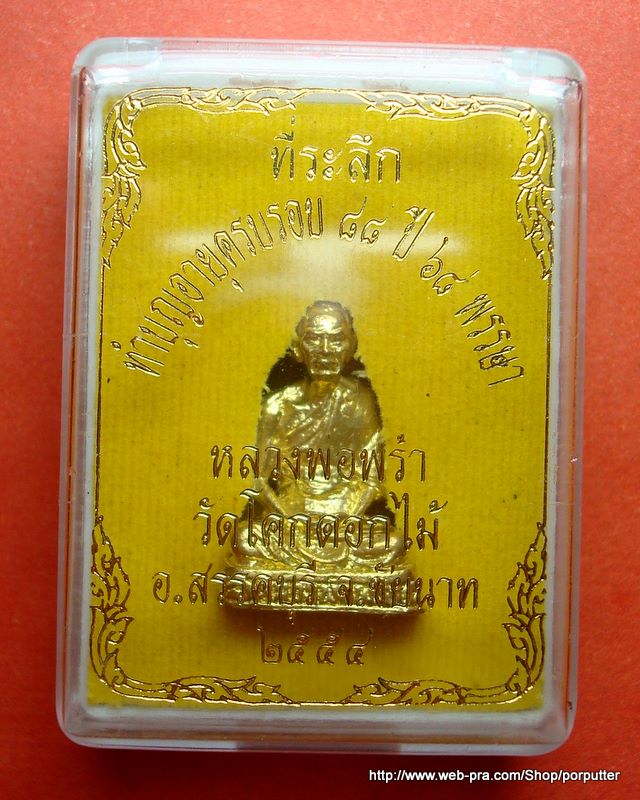 ที่ระลึก
ทำบุญอายุครบรอบ ๘๘ ปี ๖๘ พรรษา
หลวงพ่อพร้า
วัดโคกดอกไม้
อ.สรรคบุรี จ.ชัยนาท
๒๕๕๔
http://www.web-pra.com/Shop/porputter